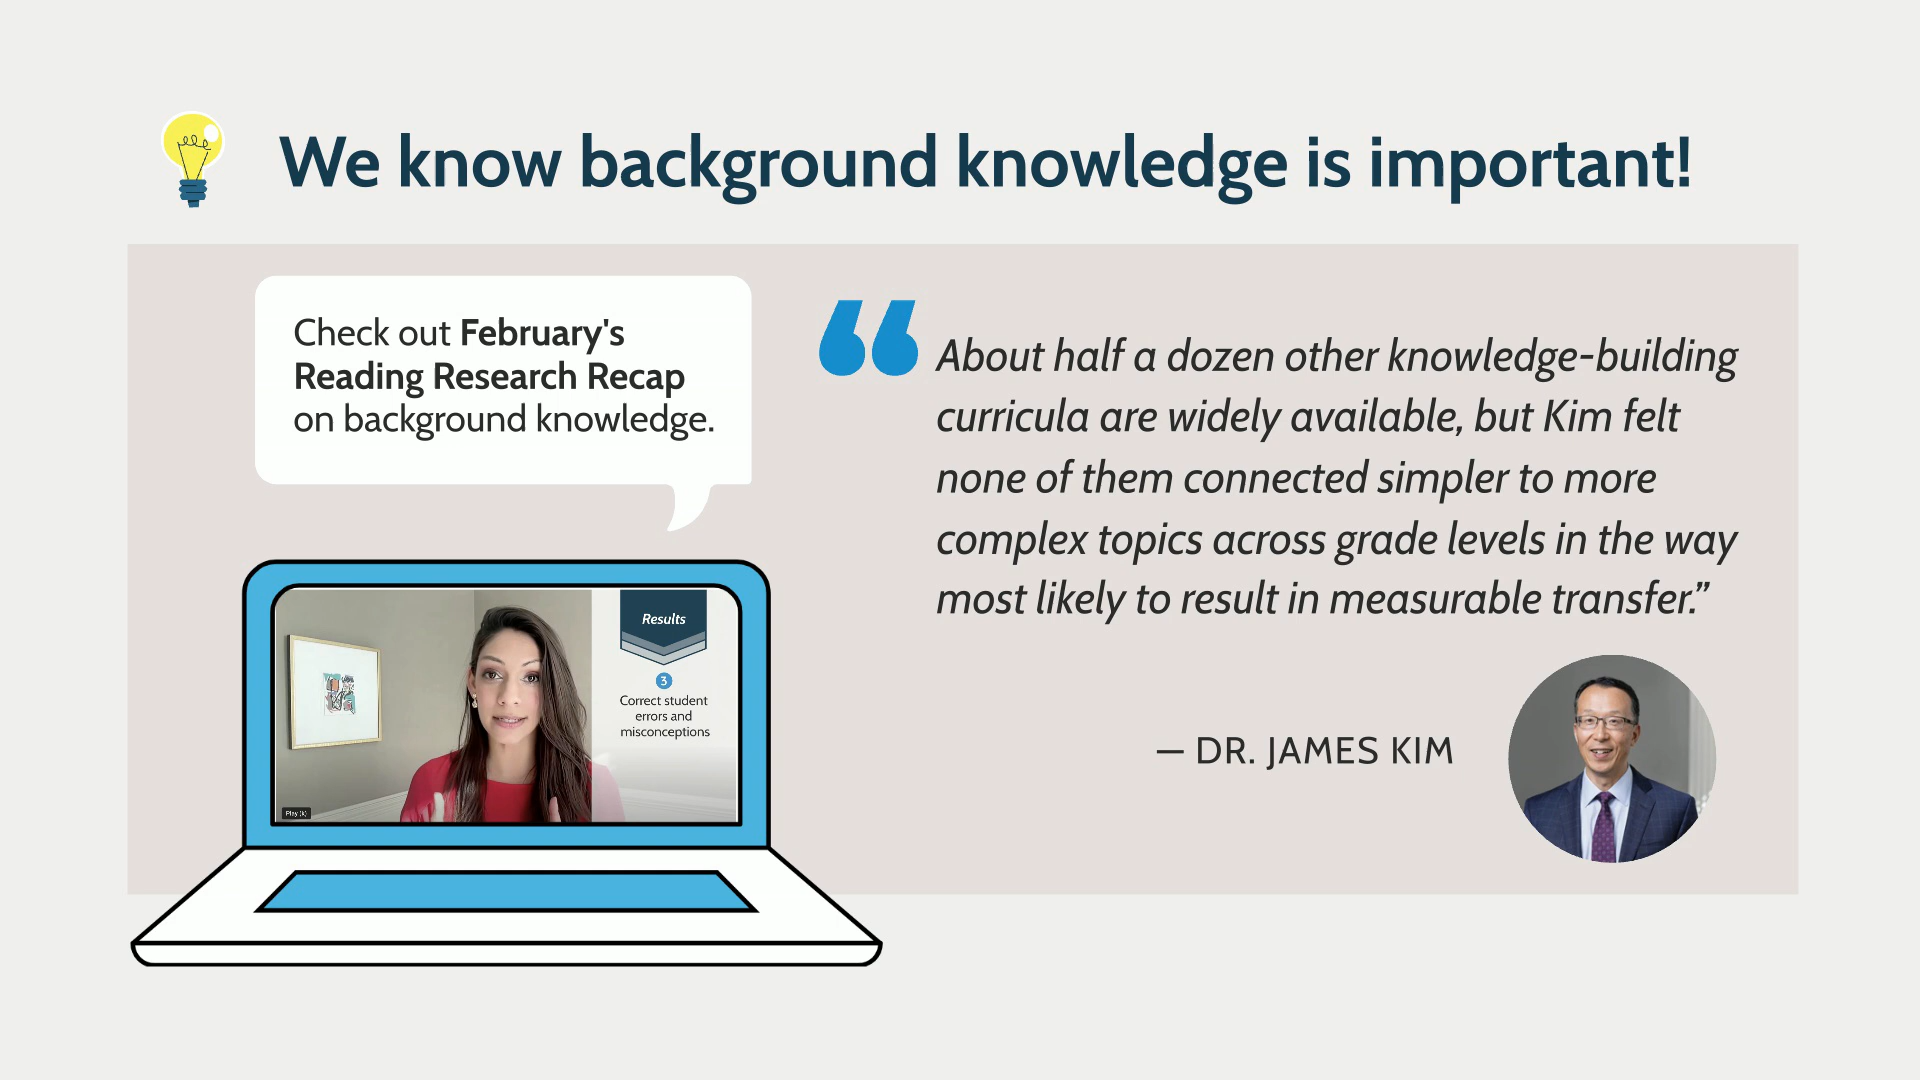 We know background knowledge is important!
Check out February's
Reading Research Recap
on background knowledge.
“
About half a dozen other knowledge-building
curricula are widely available, but Kim felt
none of them connected simpler to more
complex topics across grade levels in the way
most likely to result in measurable transfer.”
— DR. JAMES KIM
Results
3
Correct student
errors and
misconceptions
Play (k)